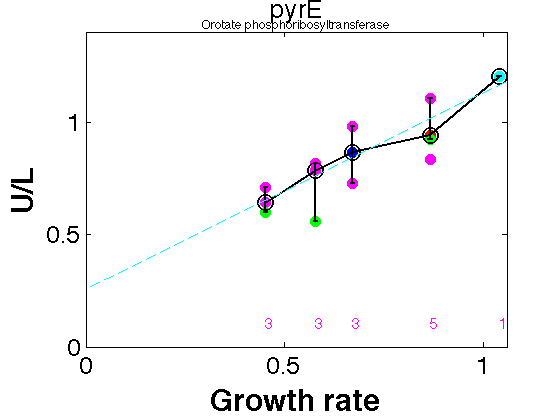 pyrE
Orotate phosphoribosyltransferase
U/L
1
0.5
0
3 3 3 5 1
0 0.5 1
Growth rate